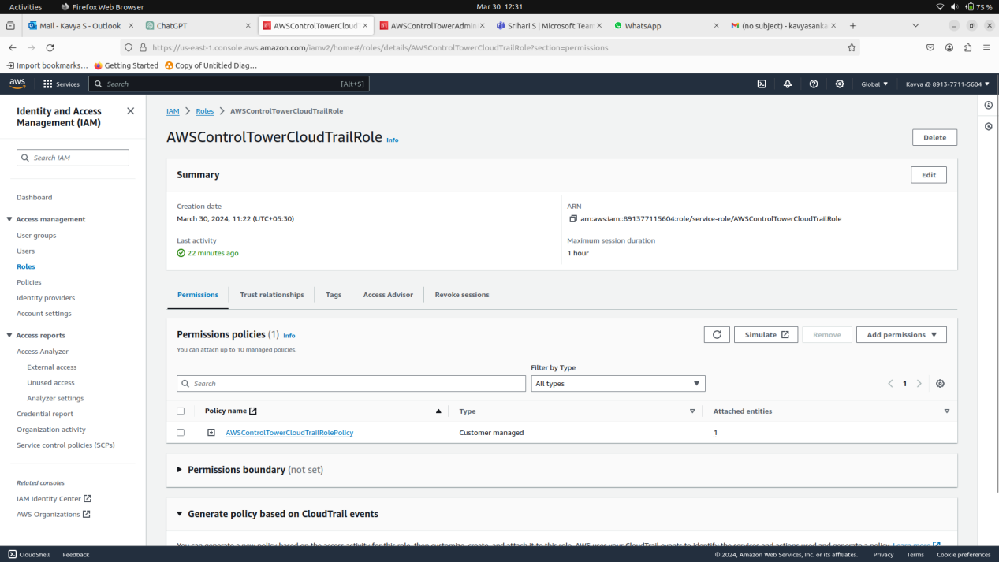 Activities
Firefox Web Browser
Mar 30 12:31
75 %
Mail - Kavya S - Outlook
ChatGPT
AWSControlTowerCloudT
AWSControlTowerAdmin
Srihari S | Microsoft Team
WhatsApp
(no subject) - kavyasanka
https://us-east-1.console.aws.amazon.com/iamv2/home#/roles/details/AWSControlTowerCloudTrailRole?section=permissions
Import bookmarks...
Getting Started
Copy of Untitled Diag...
aws
Services
Search
[Alt+S]
Global
Kavya @ 8913-7711-5604
Identity and Access
Management (IAM)
Search IAM
Dashboard
Access management
User groups
Users
Roles
Policies
Identity providers
Account settings
Access reports
Access Analyzer
External access
Unused access
Analyzer settings
Credential report
Organization activity
Service control policies (SCPs)
Related consoles
IAM Identity Center
AWS Organizations
IAM
Roles
AWSControlTowerCloudTrailRole
AWSControlTowerCloudTrailRole Info
Delete
Summary
Edit
Creation date
March 30, 2024, 11:22 (UTC+05:30)
Last activity
22 minutes ago
ARN
arn:aws:iam::891377115604:role/service-role/AWSControlTowerCloudTrailRole
Maximum session duration
1 hour
Permissions
Trust relationships
Tags
Access Advisor
Revoke sessions
Permissions policies (1) Info
You can attach up to 10 managed policies.
Simulate
Remove
Add permissions
Filter by Type
Search
All types
1
Policy name
Type
Attached entities
AWSControlTowerCloudTrailRolePolicy
Customer managed
1
Permissions boundary (not set)
Generate policy based on CloudTrail events
You can generate a new policy based on the access activity for this role, then customize, create, and attach it to this role. AWS uses your CloudTrail events to identify the services and actions used and generate a policy. Learn more
CloudShell
Feedback
© 2024, Amazon Web Services, Inc. or its affiliates.
Privacy
Terms
Cookie preferences